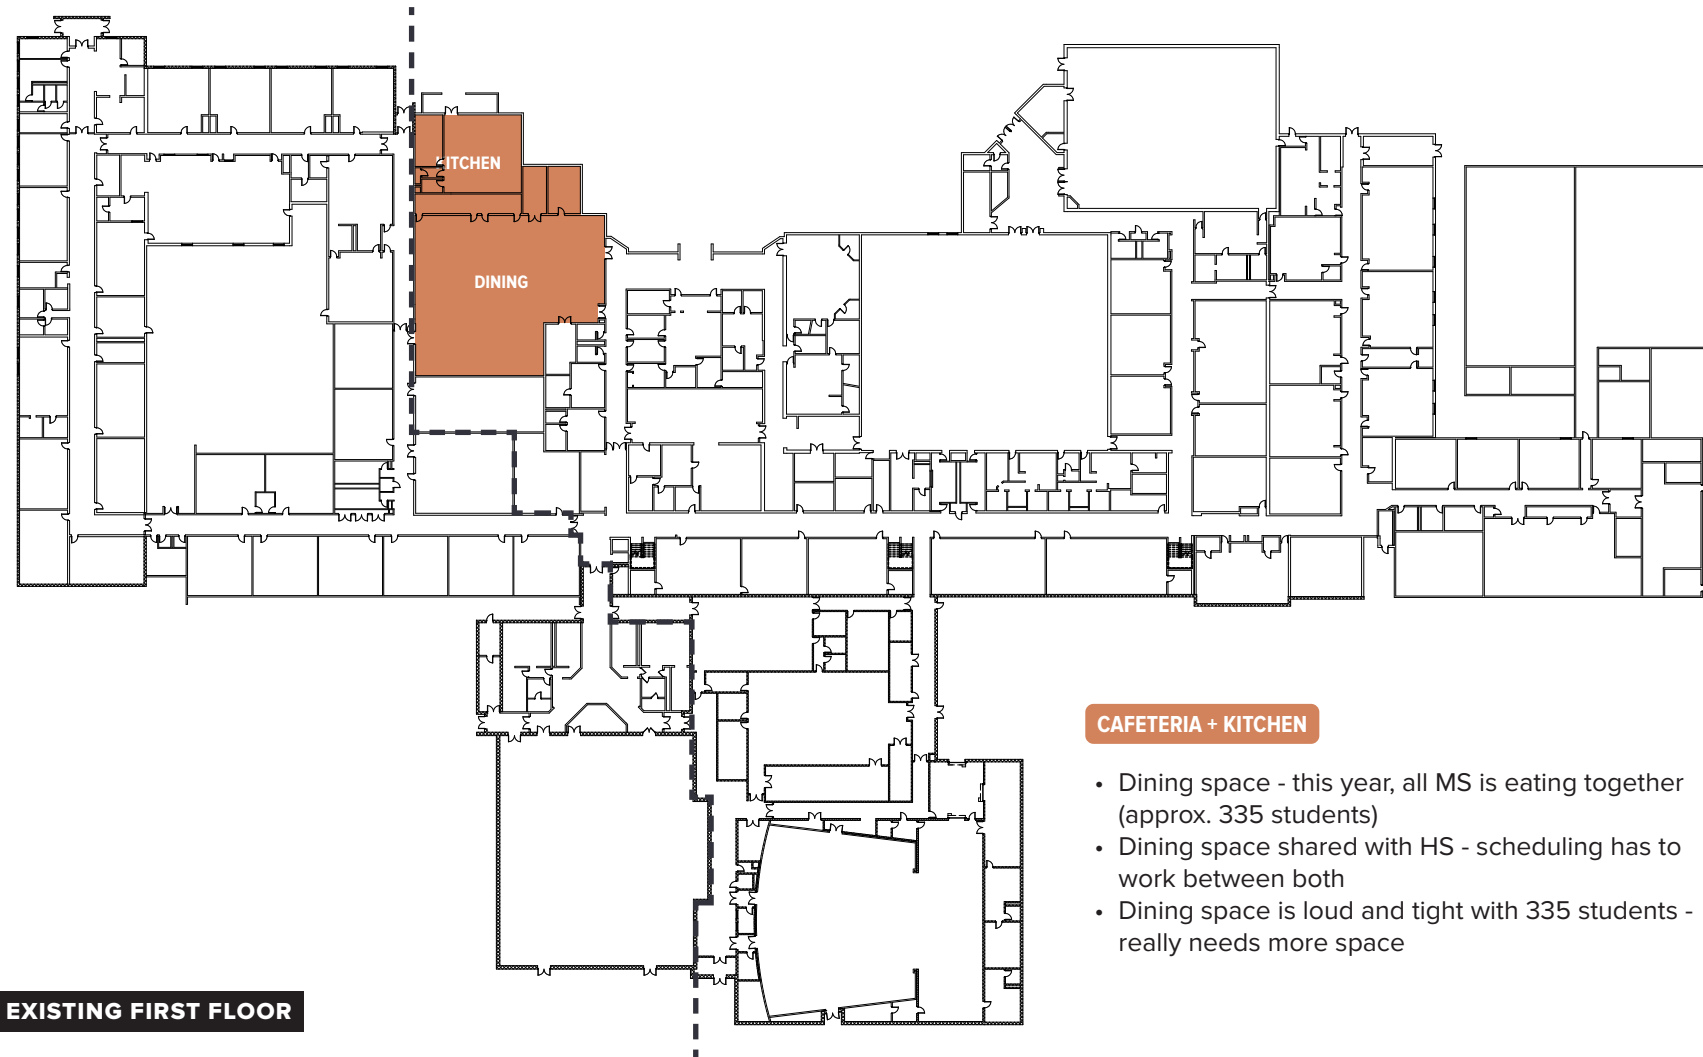 KITCHEN
DINING
CAFETERIA + KITCHEN
• Dining space - this year, all MS is eating together
(approx. 335 students)
• Dining space shared with HS - scheduling has to
work between both
• Dining space is loud and tight with 335 students -
really needs more space
EXISTING FIRST FLOOR